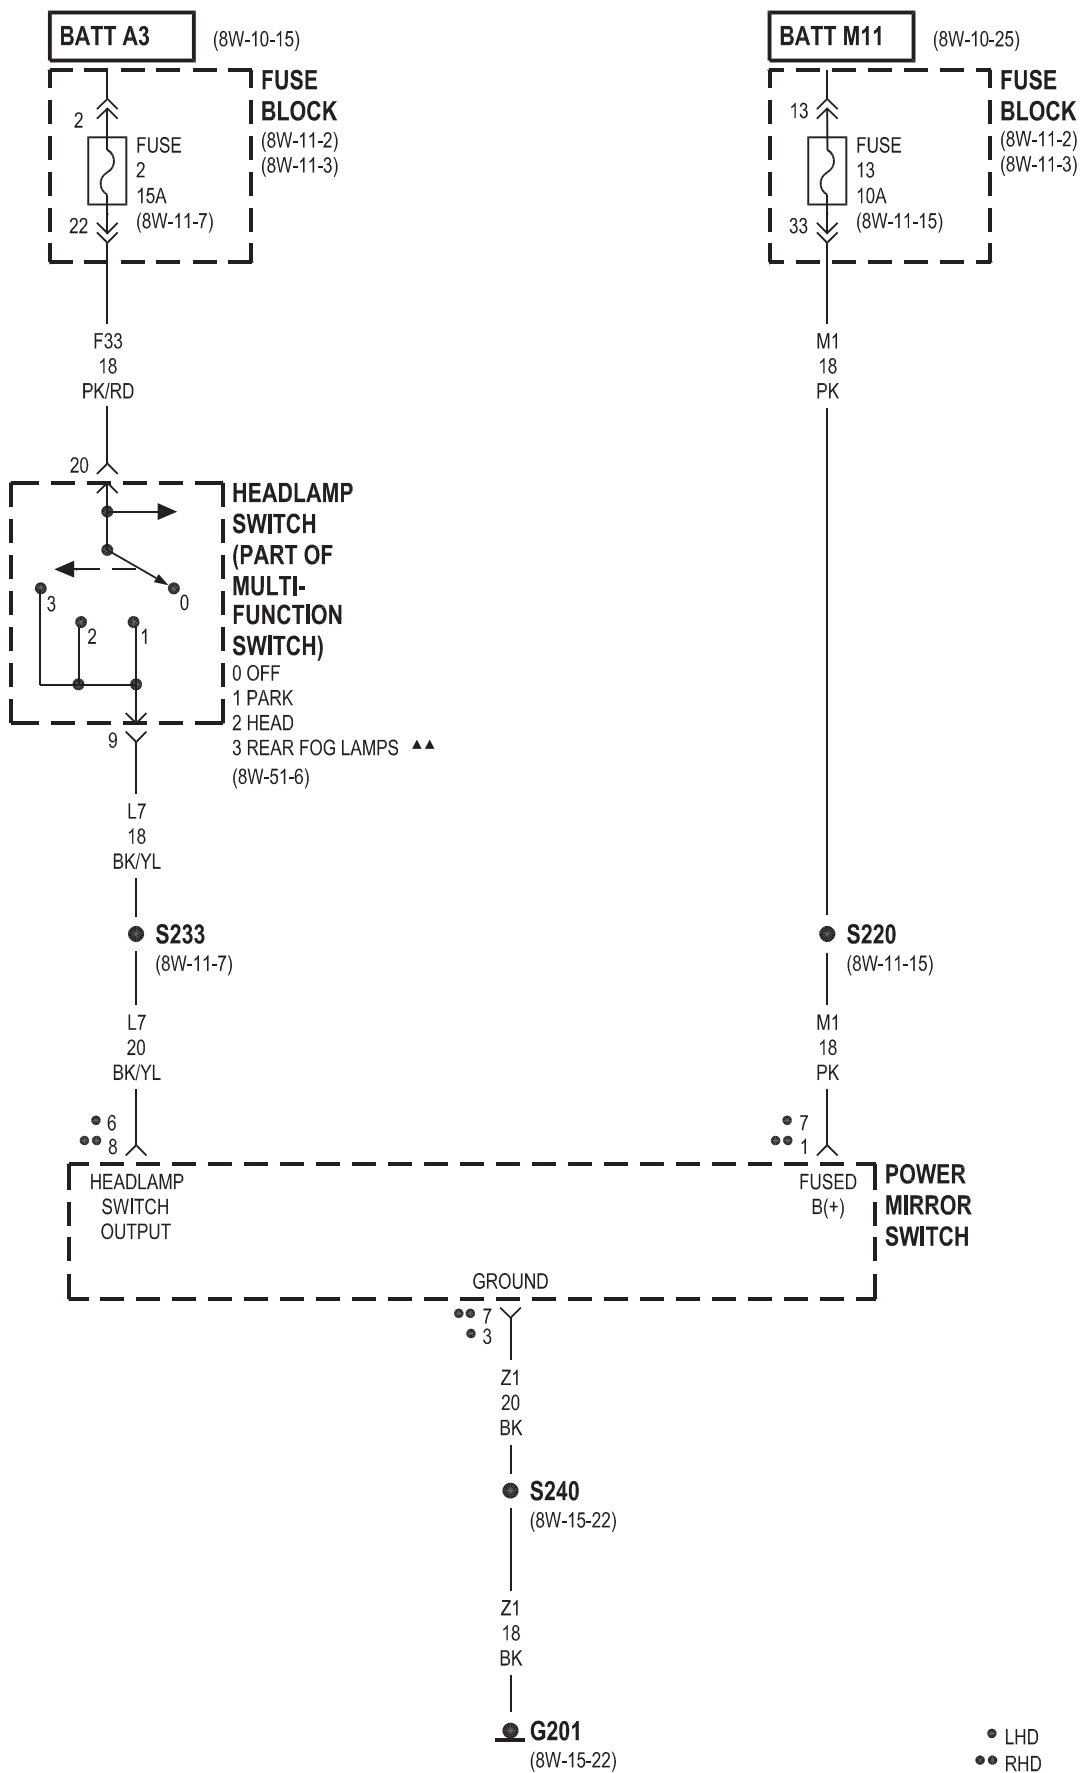 BATT A3
(8W-10-15)
FUSE
BLOCK
(8W-11-2)
(8W-11-3)
2
FUSE
2
15A
(8W-11-7)
22
BATT M11
(8W-10-25)
FUSE
BLOCK
(8W-11-2)
(8W-11-3)
13
FUSE
13
10A
(8W-11-15)
33
F33
18
PK/RD
M1
18
PK
20
HEADLAMP
SWITCH
(PART OF
MULTI-
FUNCTION
SWITCH)
0 OFF
1 PARK
2 HEAD
3 REAR FOG LAMPS ▲▲
(8W-51-6)
3
0
2
1
9
L7
18
BK/YL
S233
(8W-11-7)
S220
(8W-11-15)
L7
20
BK/YL
M1
18
PK
● 6
●● 8
● 7
●● 1
HEADLAMP
SWITCH
OUTPUT
FUSED
B(+)
POWER
MIRROR
SWITCH
GROUND
●● 7
● 3
Z1
20
BK
S240
(8W-15-22)
Z1
18
BK
G201
(8W-15-22)
● LHD
●● RHD